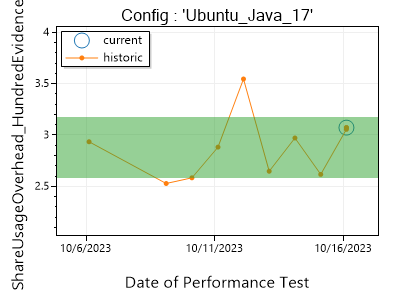 Config : 'Ubuntu_Java_17'
ShareUsageOverhead_HundredEvidence
4
3.5
3
2.5
current
historic
10/6/2023
10/11/2023
10/16/2023
Date of Performance Test